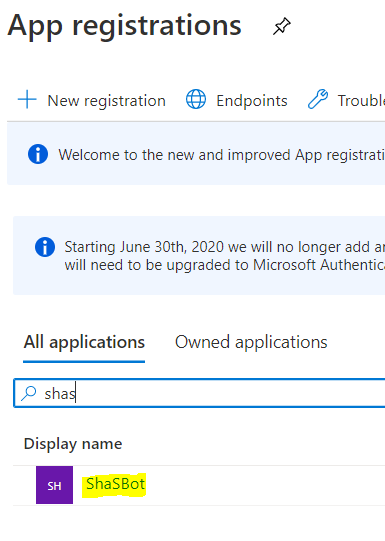 App registrations
New registration Endpoints Trouble
Welcome to the new and improved App registrati
Starting June 30th, 2020 we will no longer add an
will need to be upgraded to Microsoft Authentica
All applications Owned applications
shas
Display name
SH ShaSBot